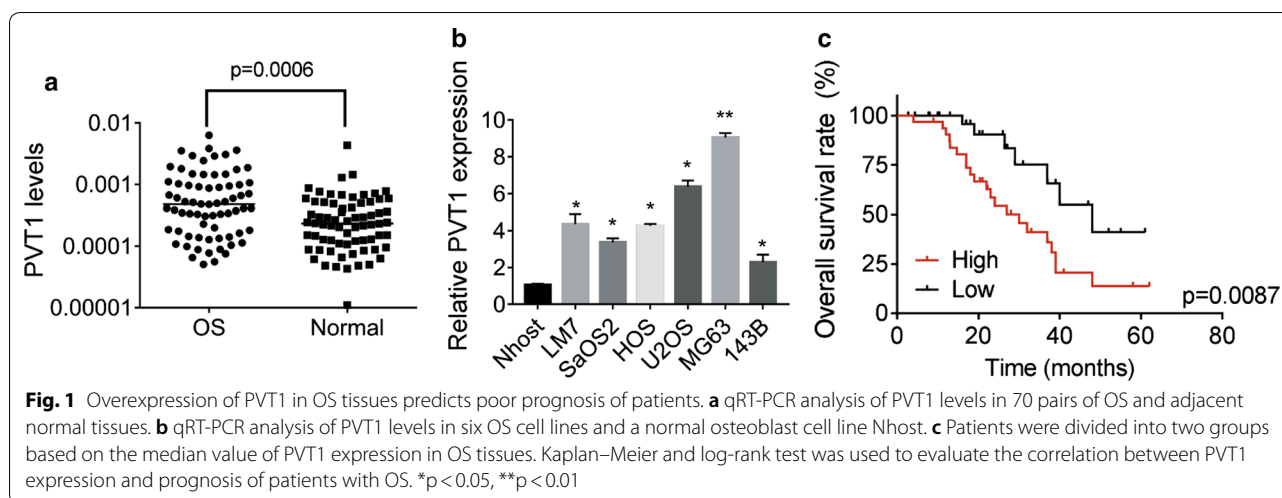 a
p=0.0006
PVT1 levels
0.01
0.001
0.0001
0.00001
OS
Normal
b
Relative PVT1 expression
10
8
6
4
2
0
*
*
*
*
**
*
Nhost
LM7
SaOS2
HOS
U2OS
MG63
143B
c
Overall survival rate (%)
100
75
50
25
0
High
Low
p=0.0087
0
20
40
60
80
Time (months)
Fig. 1 Overexpression of PVT1 in OS tissues predicts poor prognosis of patients. a qRT-PCR analysis of PVT1 levels in 70 pairs of OS and adjacent
normal tissues. b qRT-PCR analysis of PVT1 levels in six OS cell lines and a normal osteoblast cell line Nhost. c Patients were divided into two groups
based on the median value of PVT1 expression in OS tissues. Kaplan–Meier and log-rank test was used to evaluate the correlation between PVT1
expression and prognosis of patients with OS. *p < 0.05, **p < 0.01